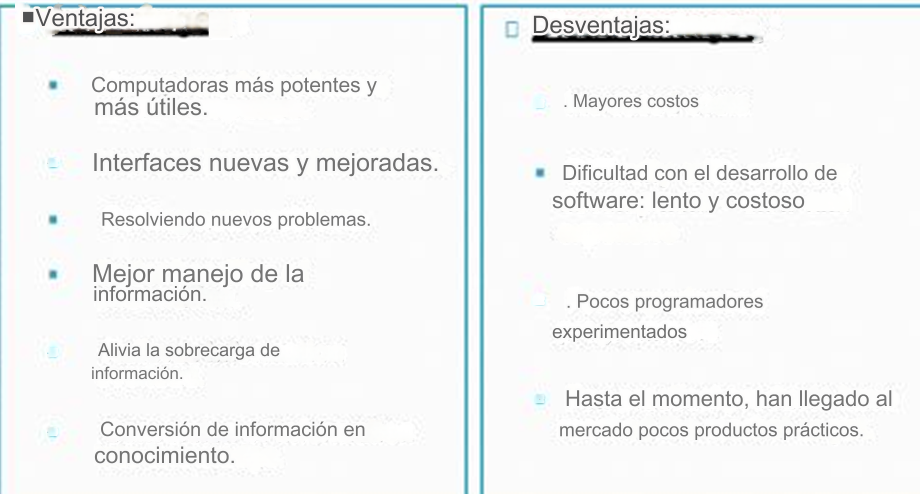 Ventajas:
Computadoras más potentes y
más útiles.
Interfaces nuevas y mejoradas.
Resolviendo nuevos problemas.
Mejor manejo de la
información.
Alivia la sobrecarga de
información.
Conversión de información en
conocimiento.
Desventajas:
. Mayores costos
Dificultad con el desarrollo de
software: lento y costoso
. Pocos programadores
experimentados
Hasta el momento, han llegado al
mercado pocos productos prácticos.